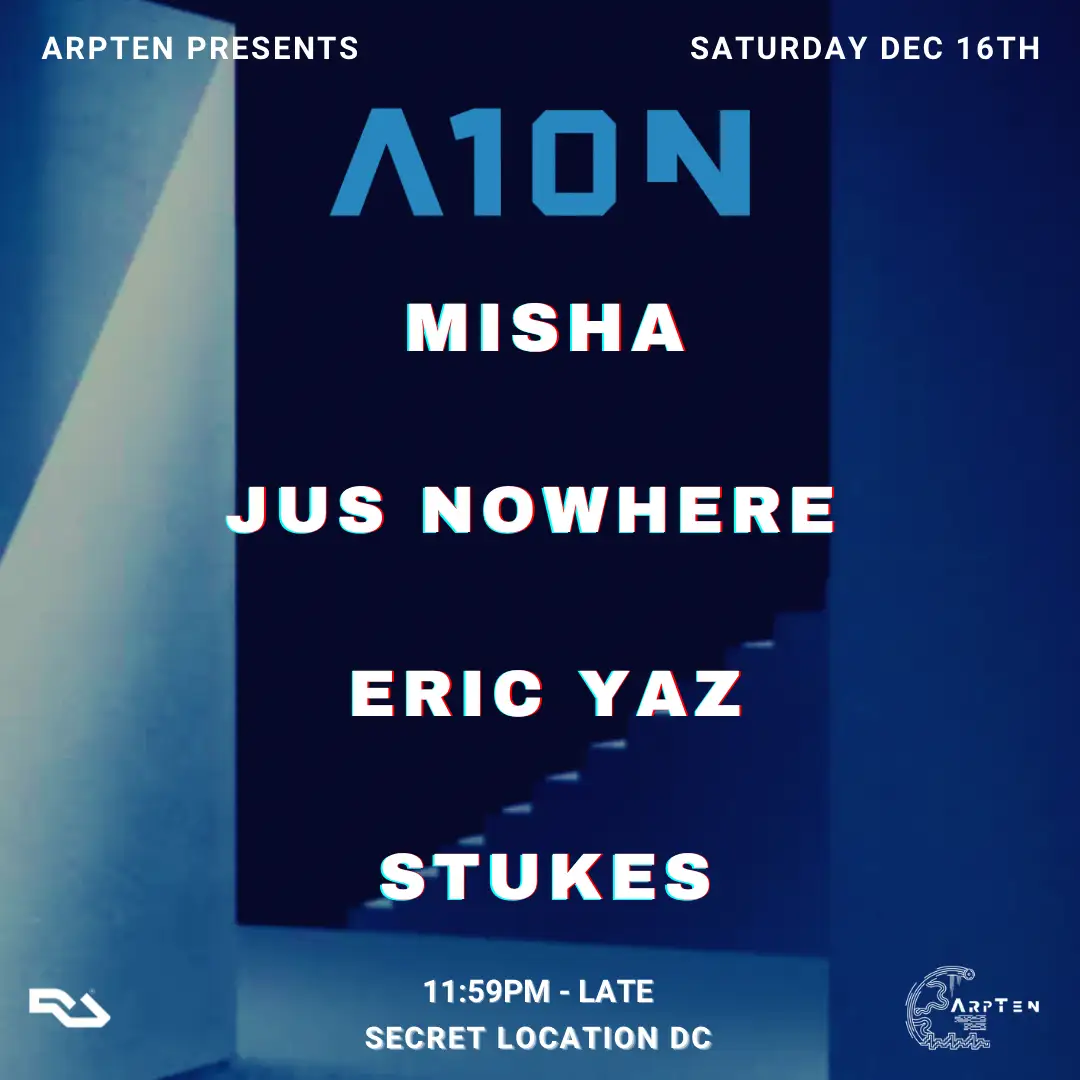 ARPTEN PRESENTS
SATURDAY DEC 16TH
A10N
MISHA
JUS NOWHERE
ERIC YAZ
STUKES
11:59PM - LATE
SECRET LOCATION DC
RA
ARPTEN